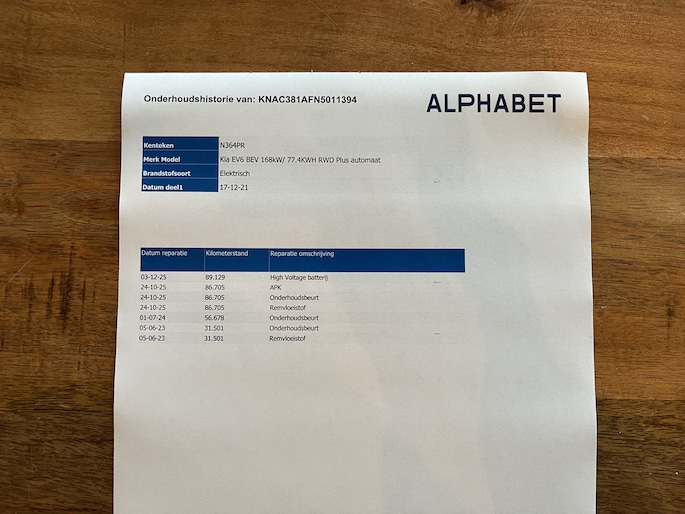 Onderhoudshistorie van: KNAC381AFN5011394
ALPHABET
Kenteken N364PR
Merk Model Kia EV6 BEV 168kW/ 77.4KWH RWD Plus automaat
Brandstofsoort Elektrisch
Datum deel1 17-12-21
Datum reparatie Kilometerstand Reparatie omschrijving
03-12-25 89.129 High Voltage batterij
24-10-25 86.705 APK
24-10-25 86.705 Onderhoudsbeurt
24-10-25 86.705 Remvloeistof
01-07-24 56.678 Onderhoudsbeurt
05-06-23 31.501 Onderhoudsbeurt
05-06-23 31.501 Remvloeistof